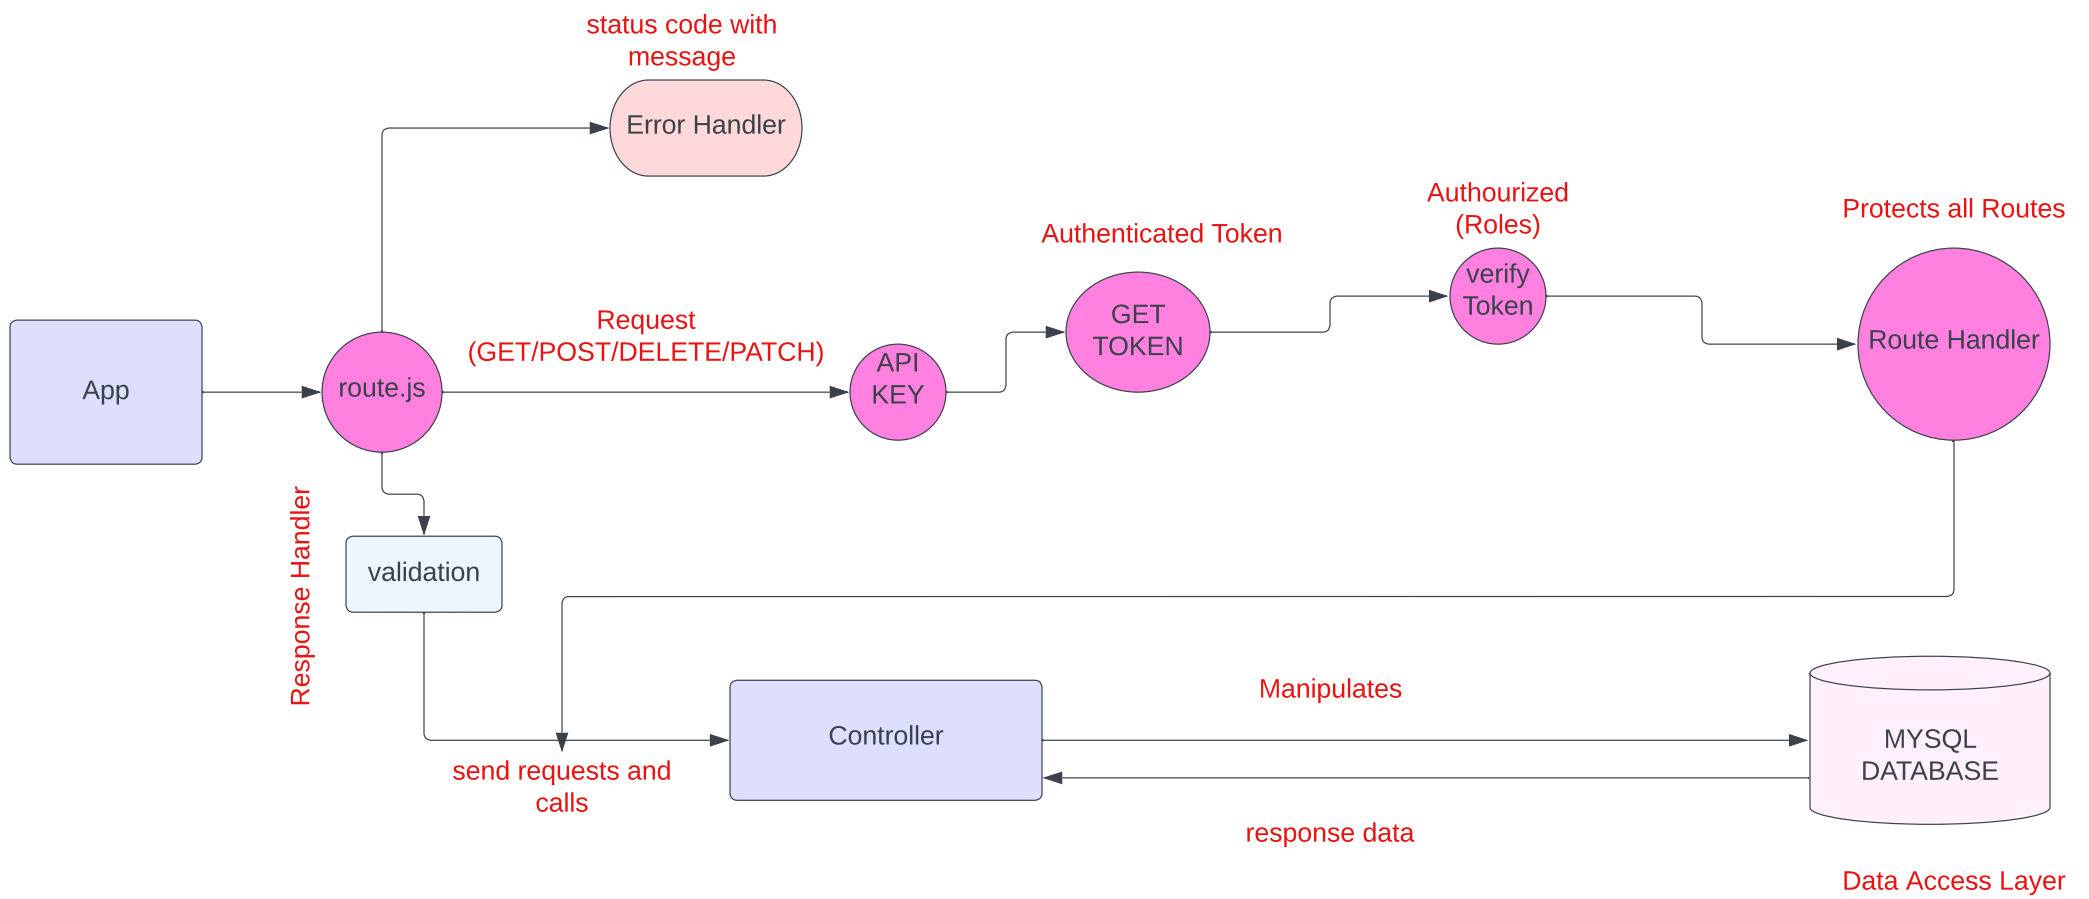 status code with
message
Error Handler
Authourized
(Roles)
Protects all Routes
Authenticated Token
verify
Token
GET
TOKEN
Route Handler
Request
(GET/POST/DELETE/PATCH)
API
KEY
App
route.js
Response Handler
validation
Manipulates
Controller
MYSQL
DATABASE
send requests and
calls
response data
Data Access Layer